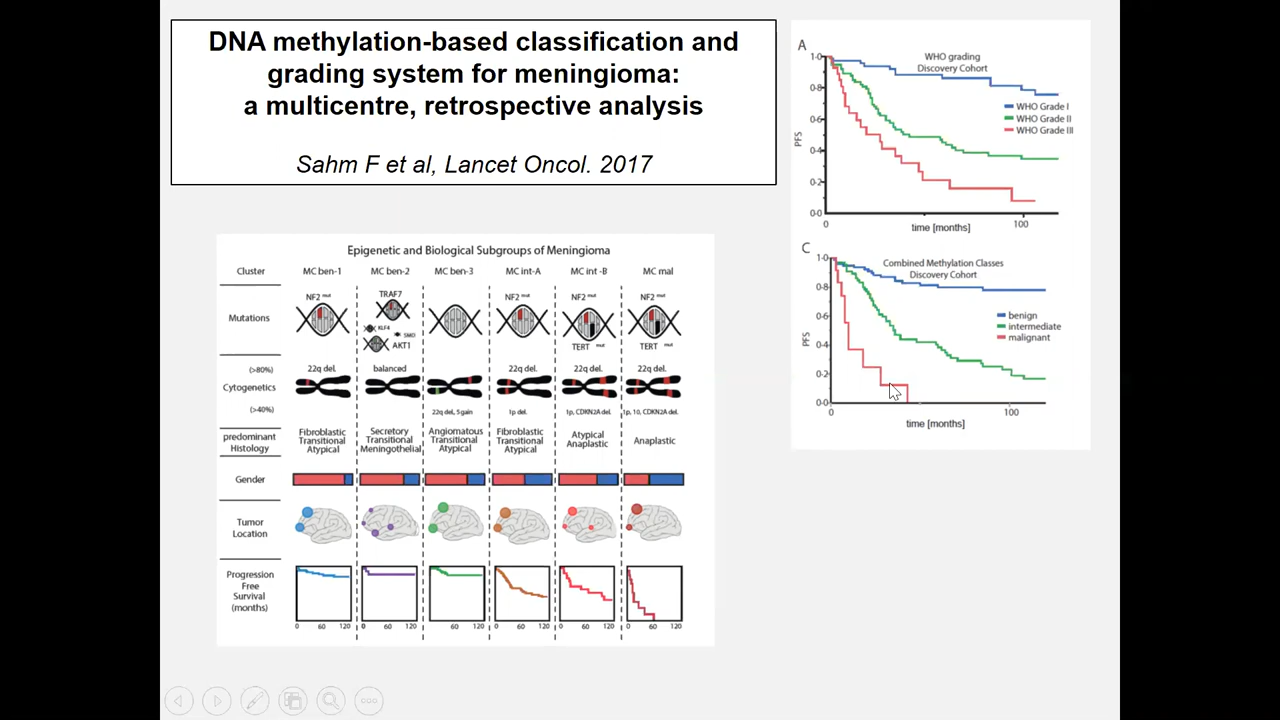 DNA methylation-based classification and
grading system for meningioma:
a multicentre, retrospective analysis
Sahm F et al, Lancet Oncol. 2017
Epigenetic and Biological Subgroups of Meningioma
Cluster MC ben-1 MC ben-2 MC ben-3 MC int-A MC int -B MC mal
Mutations
NF2 mut TRAF7 NF2 mut NF2 mut NF2 mut
KLF4 SMO
AKT1 TERT mut TERT mut
(>80%) 22q del. balanced 22q del. 22q del. 22q del.
Cytogenetics
(>40%) 22q del, 5 gain 1p del. 1p, CDKN2A del. 1p, 10, CDKN2A del.
predominant Histology
Fibroblastic Transitional Atypical
Secretory Transitional Meningothelial
Angiomatous Transitional Atypical
Fibroblastic Transitional Atypical
Atypical Anaplastic
Anaplastic
Gender
Tumor
Location
Progression
Free
Survival
(months)
0 60 120 0 60 120 60 120 0 60 120 0 60 120 0 60 120
A
WHO grading
Discovery Cohort
WHO Grade I
WHO Grade II
WHO Grade III
PFS
1·0
0·8
0·6
0·4
0·2
0·0
0 100
time [months]
C
Combined Methylation Classes
Discovery Cohort
benign
intermediate
malignant
PFS
1·0
0·8
0·6
0·4
0·2
0·0
0 100
time [months]